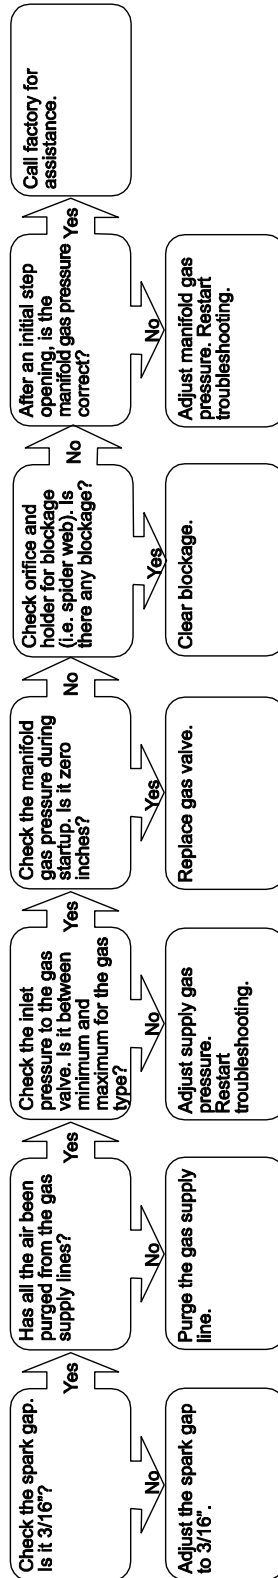 Check the spark gap.
Is it 3/16"?
Yes
No
Adjust the spark gap
to 3/16".
Has all the air been
purged from the gas
supply lines?
Yes
No
Purge the gas supply
line.
Check the inlet
pressure to the gas
valve. Is it between
minimum and
maximum for the gas
type?
Yes
No
Adjust supply gas
pressure.
Restart
troubleshooting.
Check the manifold
gas pressure during
startup. Is it zero
inches?
No
Yes
Replace gas valve.
Check orifice and
holder for blockage
(i.e. spider web). Is
there any blockage?
No
Yes
Clear blockage.
After an initial step
opening, is the
manifold gas pressure
correct?
Yes
No
Adjust manifold gas
pressure. Restart
troubleshooting.
Call factory for
assistance.